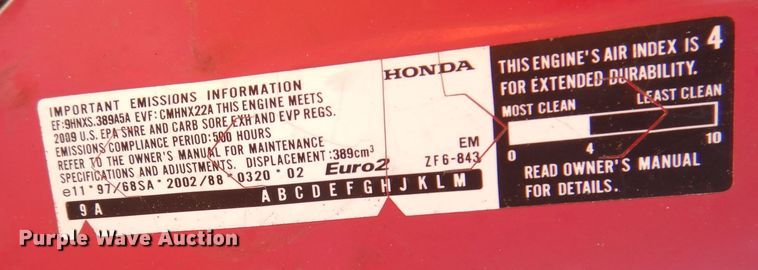 IMPORTANT EMISSIONS INFORMATION
EF:9HNXS.389A5A EVF: CMHNX22A THIS ENGINE MEETS
2009 U.S. EPA SNRE AND CARB SORE EXH AND EVP REGS.
EMISSIONS COMPLIANCE PERIOD:500 HOURS
REFER TO THE OWNER'S MANUAL FOR MAINTENANCE
SPECIFICATIONS AND ADJUSTMENTS. DISPLACEMENT:389cm³
e11*97/68SA*2002/88-0320*02 Euro2
HONDA
EM
ZF6-843
9A ABCDEFGHJKLM
THIS ENGINE'S AIR INDEX IS 4
FOR EXTENDED DURABILITY.
MOST CLEAN LEAST CLEAN
0 4 10
READ OWNER'S MANUAL
FOR DETAILS.
Purple Wave Auction